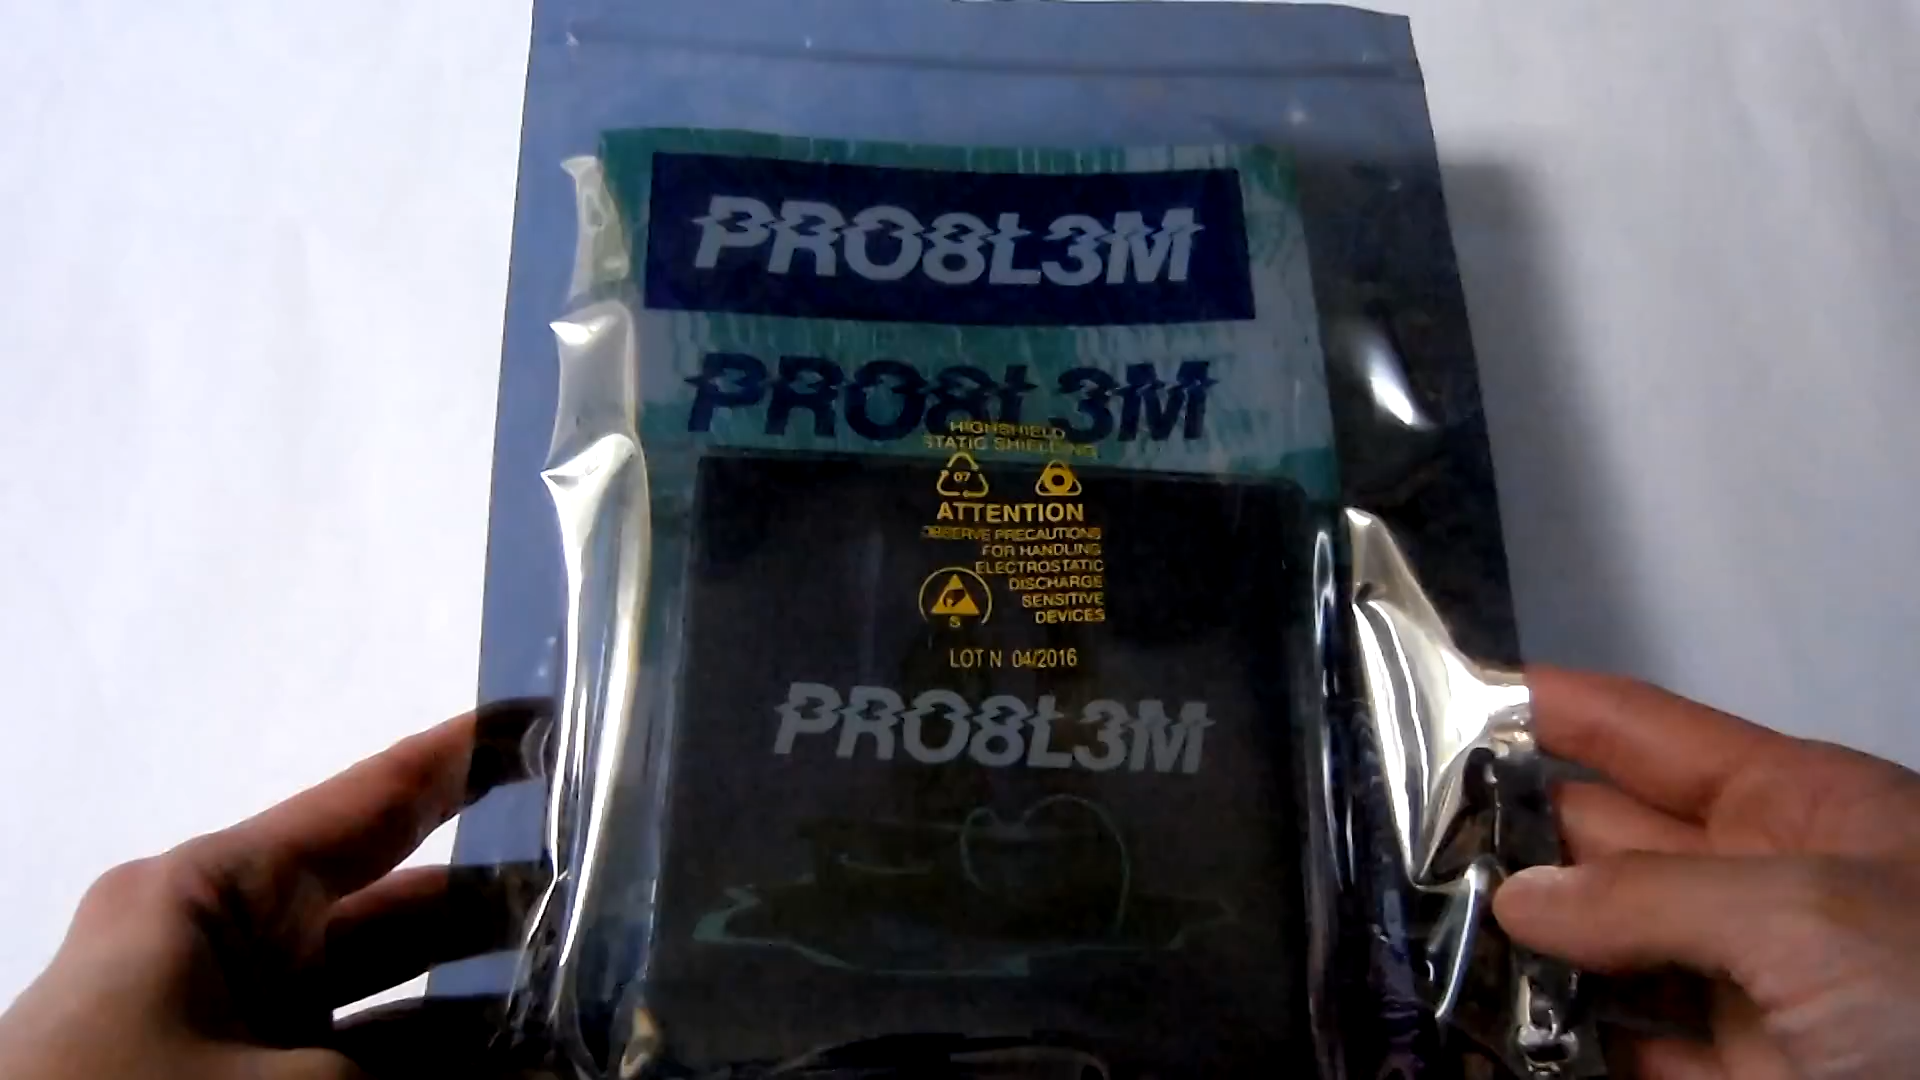 PRO8L3M
PRO8L3M
HIGHSHIELD
STATIC SHIELDING
07
ATTENTION
OBSERVE PRECAUTIONS
FOR HANDLING
ELECTROSTATIC
DISCHARGE
SENSITIVE
DEVICES
S
LOT N 04/2016
PRO8L3M